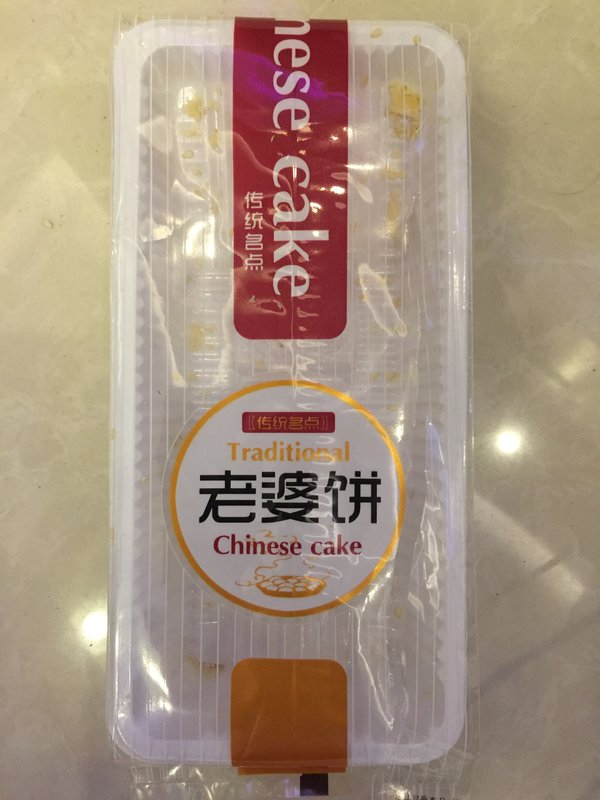 nese cake
传统名点
〖传统名点〗
Traditional
老婆饼
Chinese cake